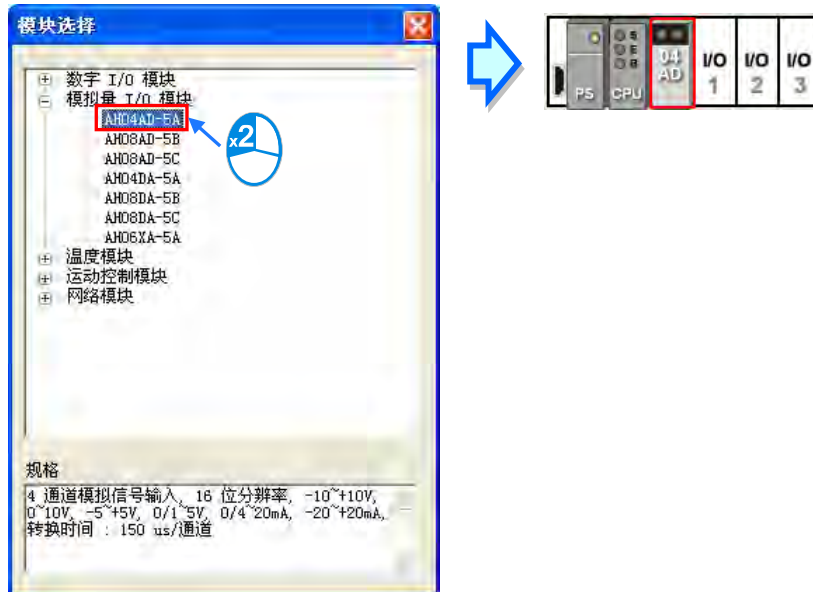 模块选择
数字 I/O 模块
模拟量 I/O 模块
AH04AD-5A
x2
AH08AD-5B
AH08AD-5C
AH04DA-5A
AH08DA-5B
AH08DA-5C
AH06XA-5A
温度模块
运动控制模块
网络模块
规格
4 通道模拟信号输入, 16 位分辨率, -10~+10V,
0~10V, -5~+5V, 0/1~5V, 0/4~20mA, -20~+20mA,
转换时间 : 150 us/通道
PS
CPU
04
AD
I/O
1
I/O
2
I/O
3